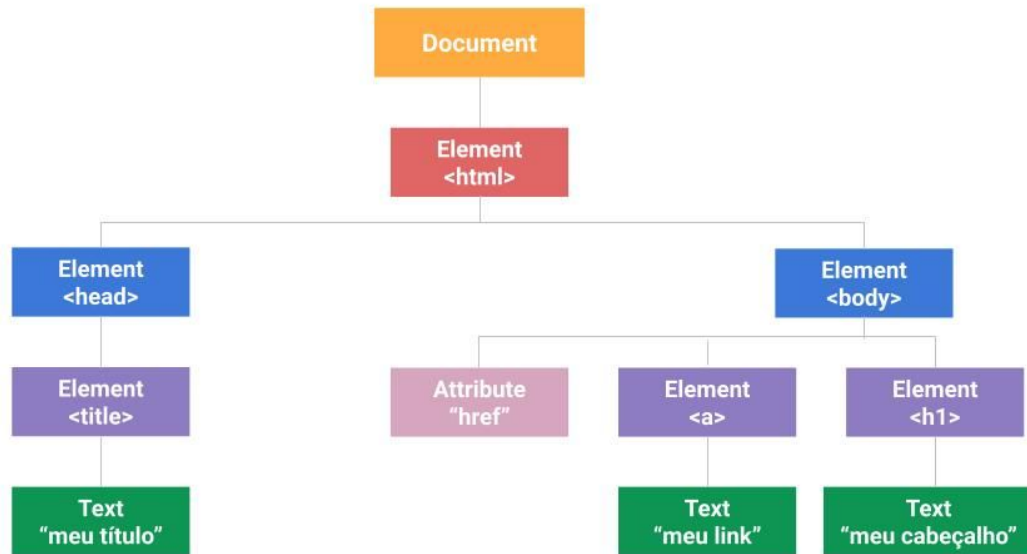 Document
Element
<html>
Element
<head>
Element
<body>
Element
<title>
Attribute
“href”
Element
<a>
Element
<h1>
Text
“meu título”
Text
“meu link”
Text
“meu cabeçalho”